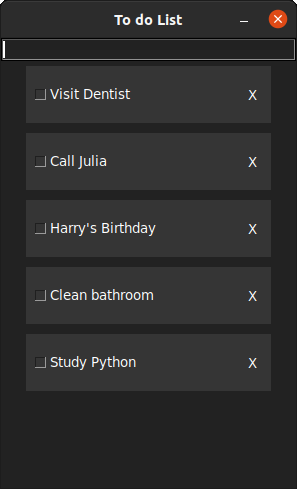 To do List
Visit Dentist X
Call Julia X
Harry's Birthday X
Clean bathroom X
Study Python X